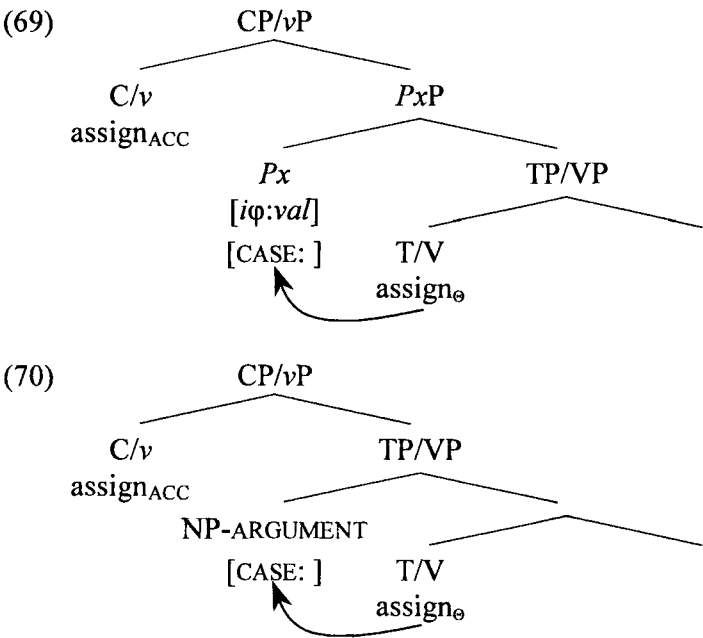 (69) CP/vP
C/v PxP
assignACC
Px TP/VP
[iφ:val]
[CASE: ] T/V
assignΘ
(70) CP/vP
C/v TP/VP
assignACC
NP-ARGUMENT
[CASE: ] T/V
assignΘ